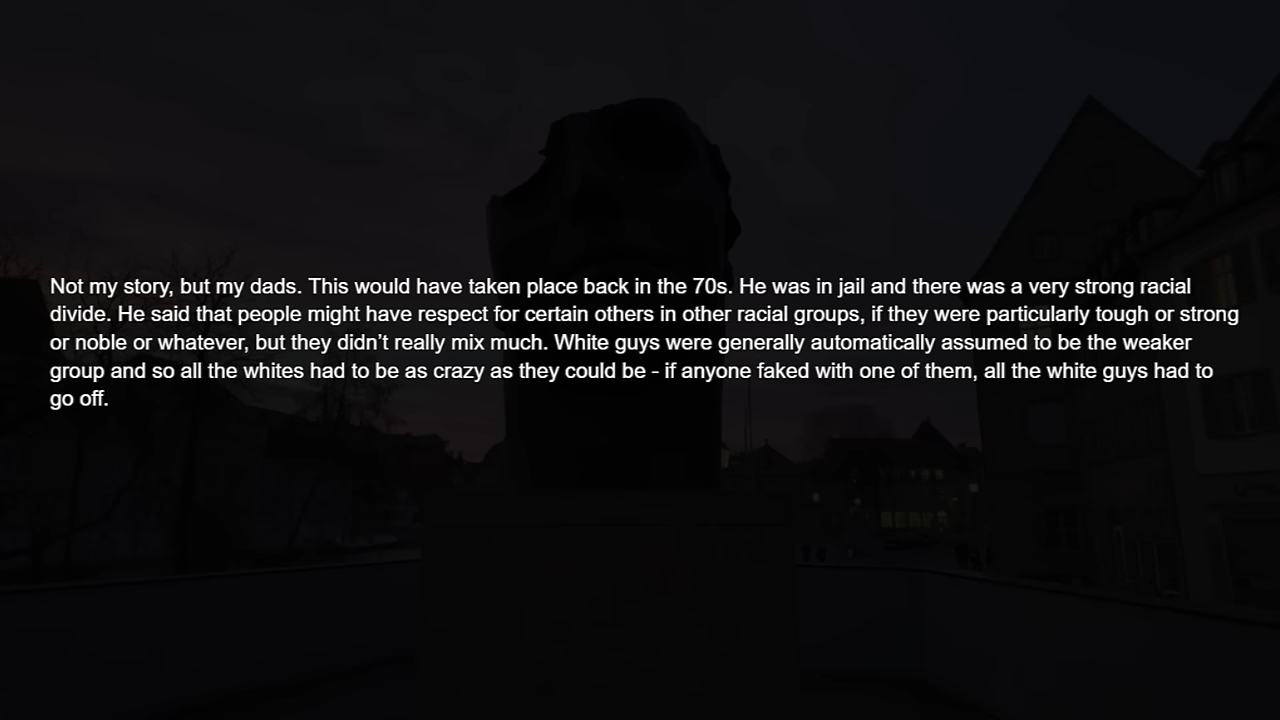 Not my story, but my dads. This would have taken place back in the 70s. He was in jail and there was a very strong racial
divide. He said that people might have respect for certain others in other racial groups, if they were particularly tough or strong
or noble or whatever, but they didn’t really mix much. White guys were generally automatically assumed to be the weaker
group and so all the whites had to be as crazy as they could be - if anyone faked with one of them, all the white guys had to
go off.